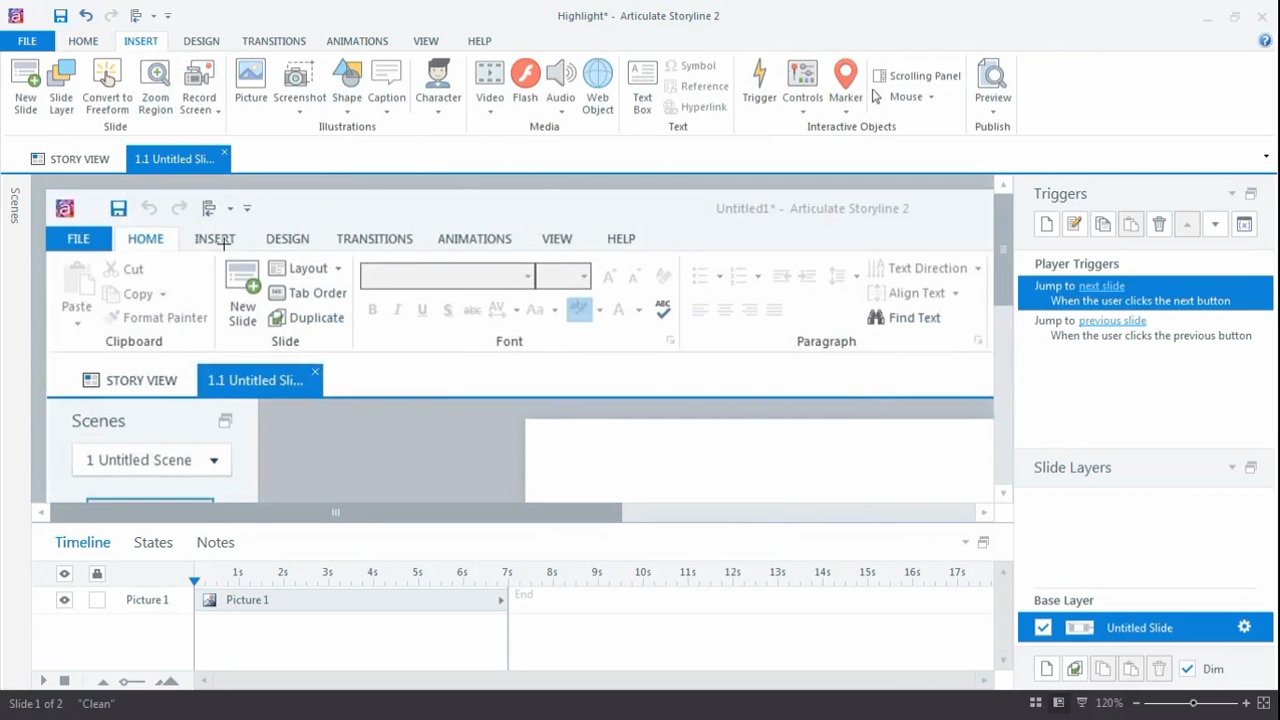 Highlight* - Articulate Storyline 2
FILE HOME INSERT DESIGN TRANSITIONS ANIMATIONS VIEW HELP
New Slide
Slide Layer
Convert to Freeform
Zoom Region
Record Screen
Slide
Picture
Screenshot
Shape
Caption
Illustrations
Character
Video
Flash
Audio
Web Object
Media
Text Box
Symbol
Reference
Hyperlink
Text
Trigger
Controls
Marker
Scrolling Panel
Mouse
Interactive Objects
Preview
Publish
STORY VIEW
1.1 Untitled Sli...
Scenes
Untitled1* - Articulate Storyline 2
FILE HOME INSERT DESIGN TRANSITIONS ANIMATIONS VIEW HELP
Paste
Cut
Copy
Format Painter
Clipboard
New Slide
Layout
Tab Order
Duplicate
Slide
B I U S abc AV Aa A ABC
Font
Paragraph
Text Direction
Align Text
Find Text
STORY VIEW
1.1 Untitled Sli...
Scenes
1 Untitled Scene
Triggers
Player Triggers
Jump to next slide
When the user clicks the next button
Jump to previous slide
When the user clicks the previous button
Slide Layers
Base Layer
Untitled Slide
Dim
Timeline States Notes
1s 2s 3s 4s 5s 6s 7s 8s 9s 10s 11s 12s 13s 14s 15s 16s 17s
Picture 1
Picture 1
End
Slide 1 of 2 "Clean"
120%